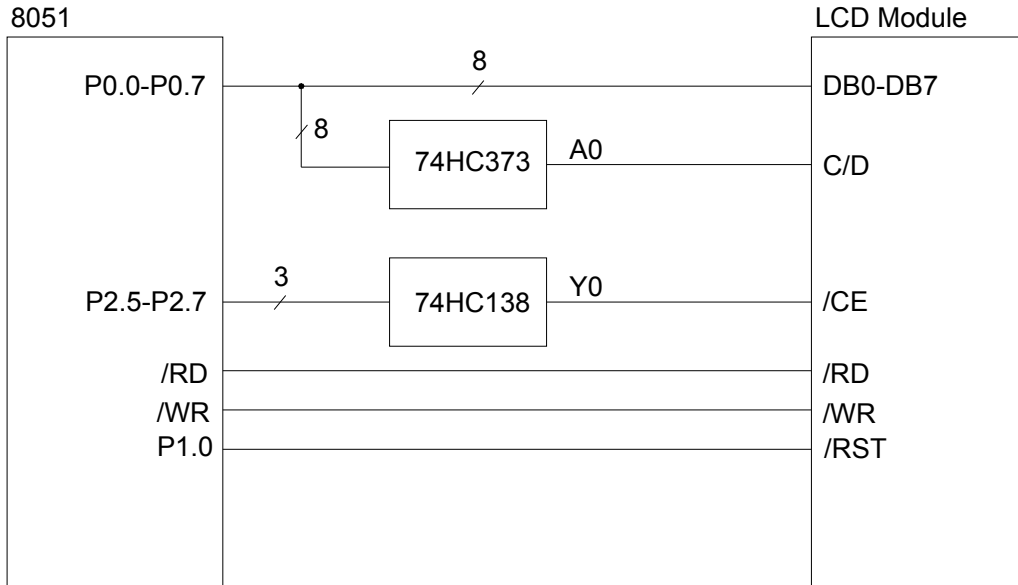 8051
LCD Module
P0.0-P0.7
8
DB0-DB7
8
74HC373
A0
C/D
P2.5-P2.7
3
74HC138
Y0
/CE
/RD
/RD
/WR
/WR
P1.0
/RST